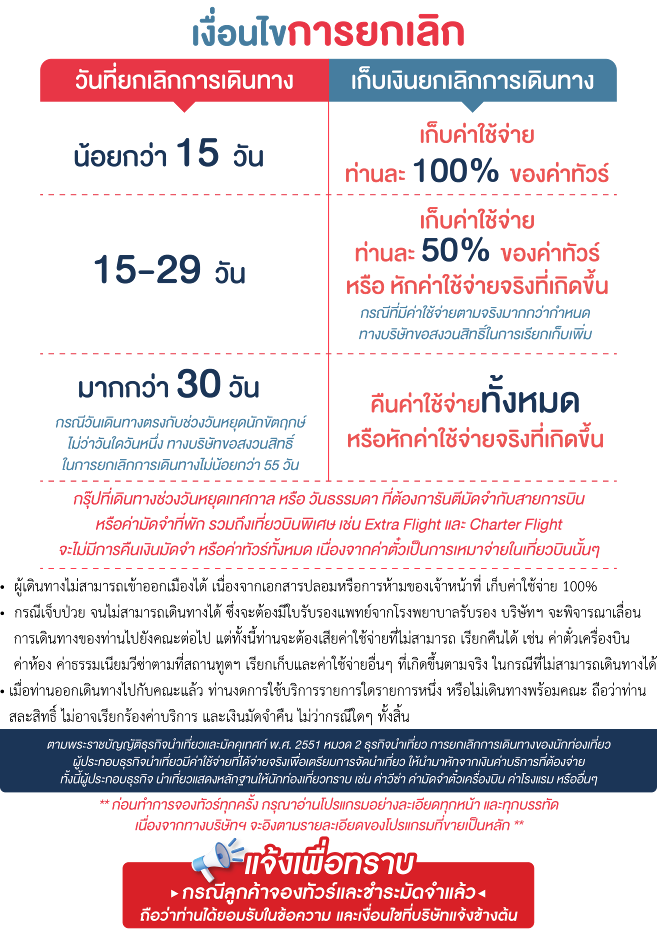 เงื่อนไขการยกเลิก
วันที่ยกเลิกการเดินทาง
เก็บเงินยกเลิกการเดินทาง
น้อยกว่า 15 วัน
เก็บค่าใช้จ่าย
ท่านละ 100% ของค่าทัวร์
15-29 วัน
เก็บค่าใช้จ่าย
ท่านละ 50% ของค่าทัวร์
หรือ หักค่าใช้จ่ายจริงที่เกิดขึ้น
กรณีที่มีค่าใช้จ่ายตามจริงมากกว่ากำหนด
ทางบริษัทขอสงวนสิทธิ์ในการเรียกเก็บเพิ่ม
มากกว่า 30 วัน
กรณีวันเดินทางตรงกับช่วงวันหยุดนักขัตฤกษ์
ไม่ว่าวันใดวันหนึ่ง ทางบริษัทขอสงวนสิทธิ์
ในการยกเลิกการเดินทางไม่น้อยกว่า 55 วัน
คืนค่าใช้จ่ายทั้งหมด
หรือหักค่าใช้จ่ายจริงที่เกิดขึ้น
กรุ๊ปที่เดินทางช่วงวันหยุดเทศกาล หรือ วันธรรมดา ที่ต้องการันตีมัดจำกับสายการบิน
หรือค่ามัดจำที่พัก รวมถึงเที่ยวบินพิเศษ เช่น Extra Flight และ Charter Flight
จะไม่มีการคืนเงินมัดจำ หรือค่าทัวร์ทั้งหมด เนื่องจากค่าตั๋วเป็นการเหมาจ่ายในเที่ยวบินนั้นๆ
• ผู้เดินทางไม่สามารถเข้าออกเมืองได้ เนื่องจากเอกสารปลอมหรือการห้ามของเจ้าหน้าที่ เก็บค่าใช้จ่าย 100%
• กรณีเจ็บป่วย จนไม่สามารถเดินทางได้ ซึ่งจะต้องมีใบรับรองแพทย์จากโรงพยาบาลรับรอง บริษัทฯ จะพิจารณาเลื่อน
การเดินทางของท่านไปยังคณะต่อไป แต่ทั้งนี้ท่านจะต้องเสียค่าใช้จ่ายที่ไม่สามารถ เรียกคืนได้ เช่น ค่าตั๋วเครื่องบิน
ค่าห้อง ค่าธรรมเนียมวีซ่าตามที่สถานทูตฯ เรียกเก็บและค่าใช้จ่ายอื่นๆ ที่เกิดขึ้นตามจริง ในกรณีที่ไม่สามารถเดินทางได้
• เมื่อท่านออกเดินทางไปกับคณะแล้ว ท่านงดการใช้บริการรายการใดรายการหนึ่ง หรือไม่เดินทางพร้อมคณะ ถือว่าท่าน
สละสิทธิ์ ไม่อาจเรียกร้องค่าบริการ และเงินมัดจำคืน ไม่ว่ากรณีใดๆ ทั้งสิ้น
ตามพระราชบัญญัติธุรกิจนำเที่ยวและมัคคุเทศก์ พ.ศ. 2551 หมวด 2 ธุรกิจนำเที่ยว การยกเลิกการเดินทางของนักท่องเที่ยว
ผู้ประกอบธุรกิจนำเที่ยวมีค่าใช้จ่ายที่ได้จ่ายจริงเพื่อเตรียมการจัดนำเที่ยว ให้นำมาหักจากเงินค่าบริการที่ต้องจ่าย
ทั้งนี้ผู้ประกอบธุรกิจ นำเที่ยวแสดงหลักฐานให้นักท่องเที่ยวทราบ เช่น ค่าวีซ่า ค่ามัดจำตั๋วเครื่องบิน ค่าโรงแรม หรืออื่นๆ
** ก่อนทำการจองทัวร์ทุกครั้ง กรุณาอ่านโปรแกรมอย่างละเอียดทุกหน้า และทุกบรรทัด
เนื่องจากทางบริษัทฯ จะอิงตามรายละเอียดของโปรแกรมที่ขายเป็นหลัก **
แจ้งเพื่อทราบ
กรณีลูกค้าจองทัวร์และชำระมัดจำแล้ว
ถือว่าท่านได้ยอมรับในข้อความ และเงื่อนไขที่บริษัทแจ้งข้างต้น